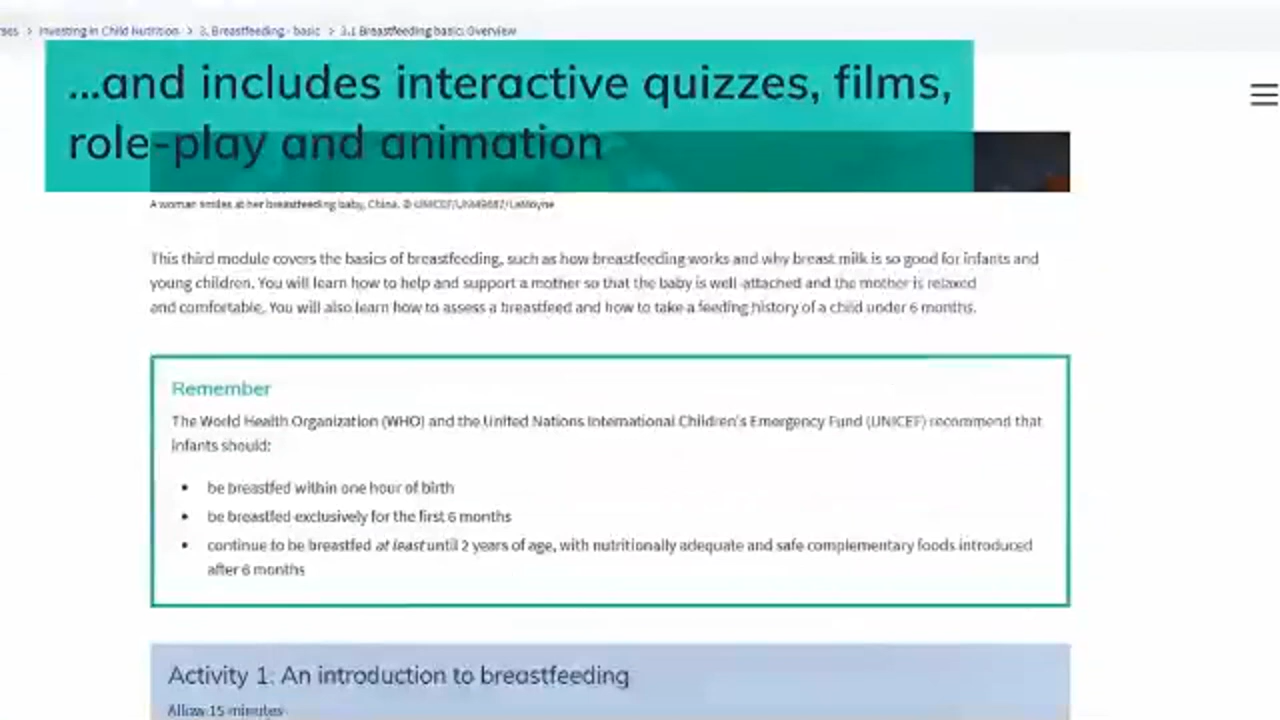 ses > Investing in Child Nutrition > 3. Breastfeeding - basic > 3.1 Breastfeeding basic: Overview
...and includes interactive quizzes, films,
role-play and animation
A woman smiles at her breastfeeding baby, China. ©
This third module covers the basics of breastfeeding, such as how breastfeeding works and why breast milk is so good for infants and
young children. You will learn how to help and support a mother so that the baby is well-attached and the mother is relaxed
and comfortable. You will also learn how to assess a breastfeed and how to take a feeding history of a child under 6 months.
Remember
The World Health Organization (WHO) and the United Nations International Children's Emergency Fund (UNICEF) recommend that
infants should:
• be breastfed within one hour of birth
• be breastfed exclusively for the first 6 months
• continue to be breastfed at least until 2 years of age, with nutritionally adequate and safe complementary foods introduced
after 6 months
Activity 1: An introduction to breastfeeding
Allow 15 minutes